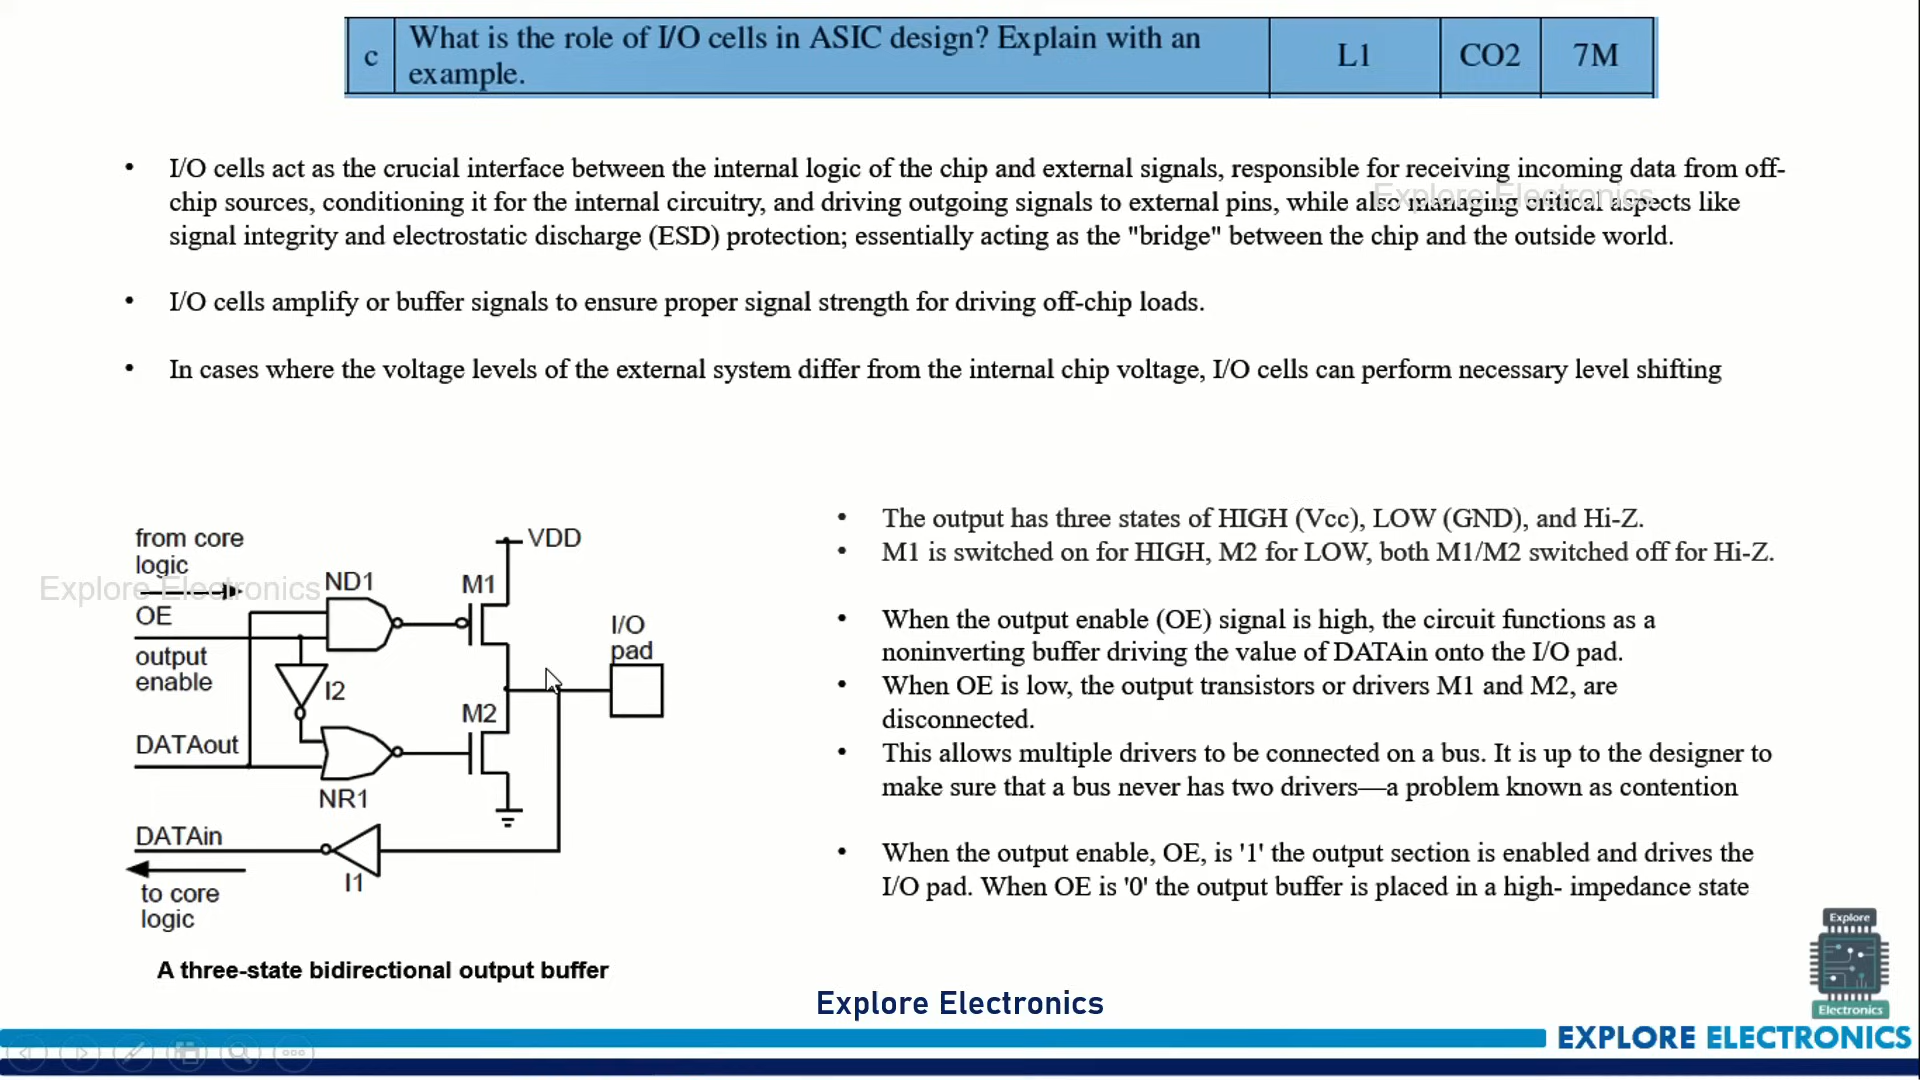 c
What is the role of I/O cells in ASIC design? Explain with an
example.
L1
CO2
7M
• I/O cells act as the crucial interface between the internal logic of the chip and external signals, responsible for receiving incoming data from off-
chip sources, conditioning it for the internal circuitry, and driving outgoing signals to external pins, while also managing critical aspects like
signal integrity and electrostatic discharge (ESD) protection; essentially acting as the "bridge" between the chip and the outside world.
Explore Electronics
• I/O cells amplify or buffer signals to ensure proper signal strength for driving off-chip loads.
• In cases where the voltage levels of the external system differ from the internal chip voltage, I/O cells can perform necessary level shifting
from core
logic
Explore Electronics
OE
output
enable
DATAout
DATAin
to core
logic
ND1
I2
NR1
I1
M1
M2
VDD
I/O
pad
A three-state bidirectional output buffer
• The output has three states of HIGH (Vcc), LOW (GND), and Hi-Z.
• M1 is switched on for HIGH, M2 for LOW, both M1/M2 switched off for Hi-Z.
• When the output enable (OE) signal is high, the circuit functions as a
noninverting buffer driving the value of DATAin onto the I/O pad.
• When OE is low, the output transistors or drivers M1 and M2, are
disconnected.
• This allows multiple drivers to be connected on a bus. It is up to the designer to
make sure that a bus never has two drivers—a problem known as contention
• When the output enable, OE, is '1' the output section is enabled and drives the
I/O pad. When OE is '0' the output buffer is placed in a high- impedance state
Explore
Electronics
Explore Electronics
EXPLORE ELECTRONICS